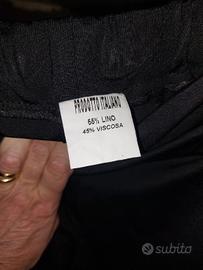 PRODOTTO ITALIANO
55% LINO
45% VISCOSA
subito